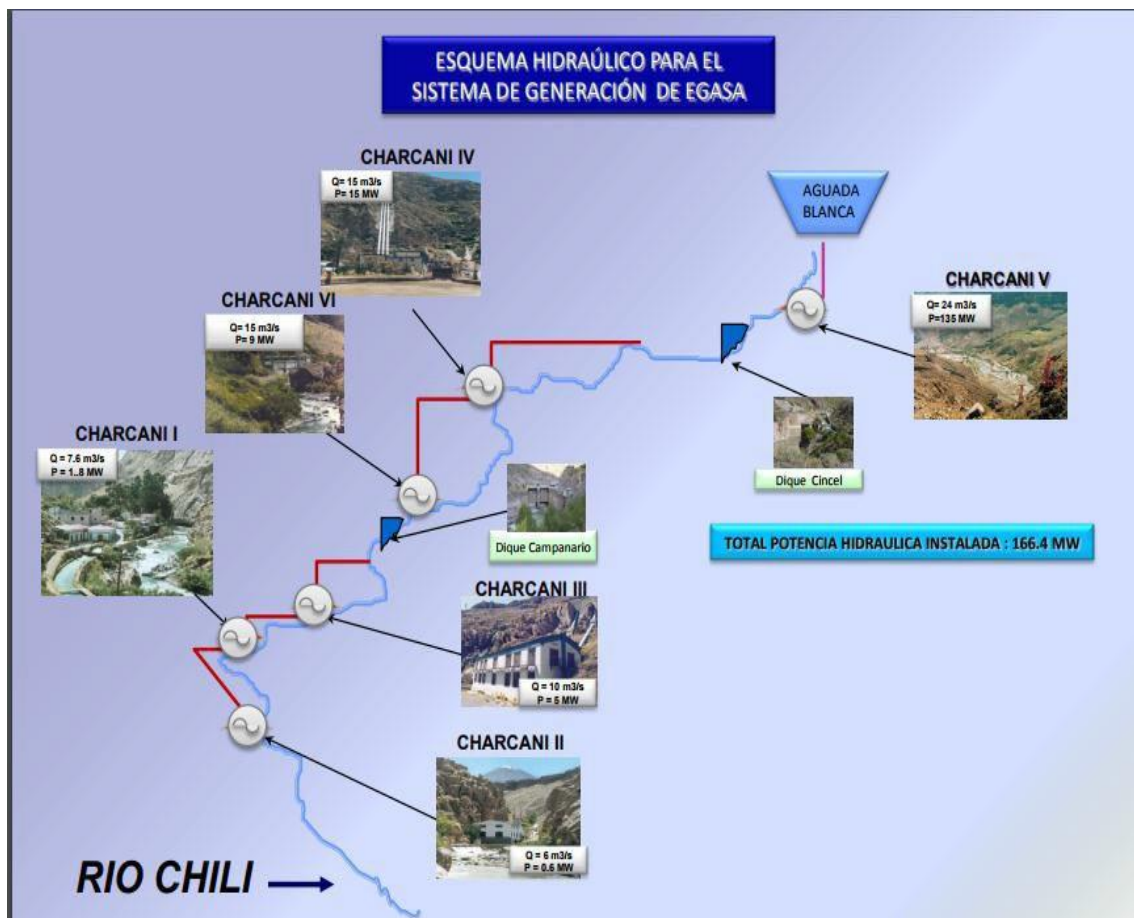 ESQUEMA HIDRAÚLICO PARA EL
SISTEMA DE GENERACIÓN DE EGASA
CHARCANI IV
Q= 15 m3/s
P= 15 MW
AGUADA
BLANCA
CHARCANI V
Q= 24 m3/s
P=135 MW
CHARCANI VI
Q= 15 m3/s
P= 9 MW
CHARCANI I
Q = 7.6 m3/s
P = 1..8 MW
Dique Cincel
Dique Campanario
TOTAL POTENCIA HIDRAULICA INSTALADA : 166.4 MW
CHARCANI III
Q = 10 m3/s
P = 5 MW
CHARCANI II
Q = 6 m3/s
P = 0.6 MW
RIO CHILI